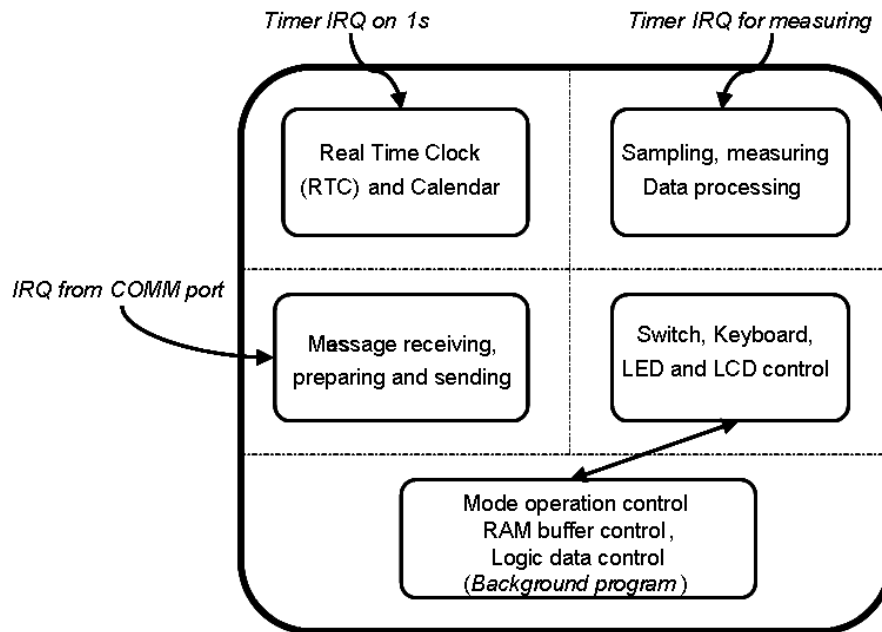 Timer IRQ on 1s
Timer IRQ for measuring
Real Time Clock
(RTC) and Calendar
Sampling, measuring
Data processing
IRQ from COMM port
Message receiving,
preparing and sending
Switch, Keyboard,
LED and LCD control
Mode operation control
RAM buffer control,
Logic data control
(Background program)